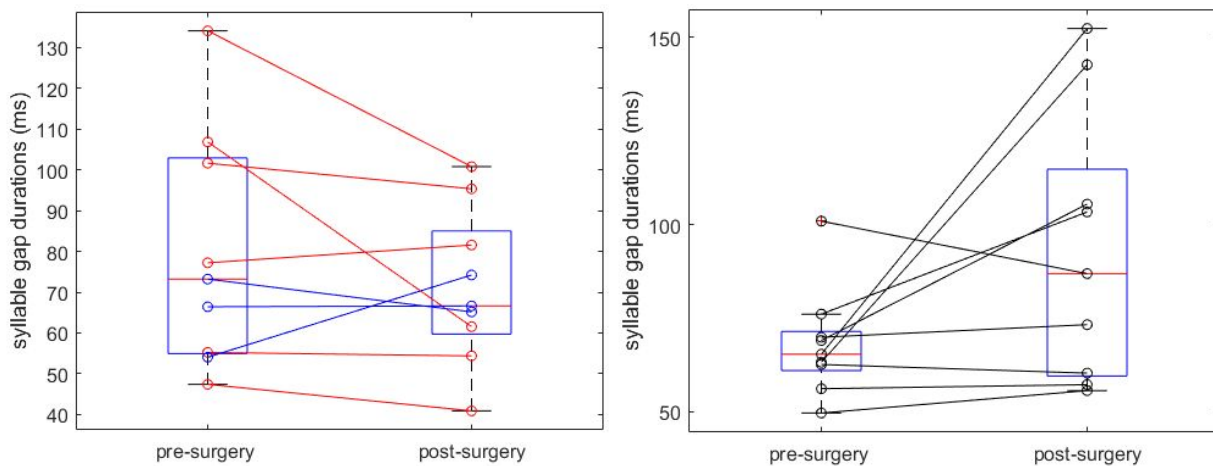 syllable gap durations (ms)
130
120
110
100
90
80
70
60
50
40
pre-surgery
post-surgery
syllable gap durations (ms)
150
100
50
pre-surgery
post-surgery